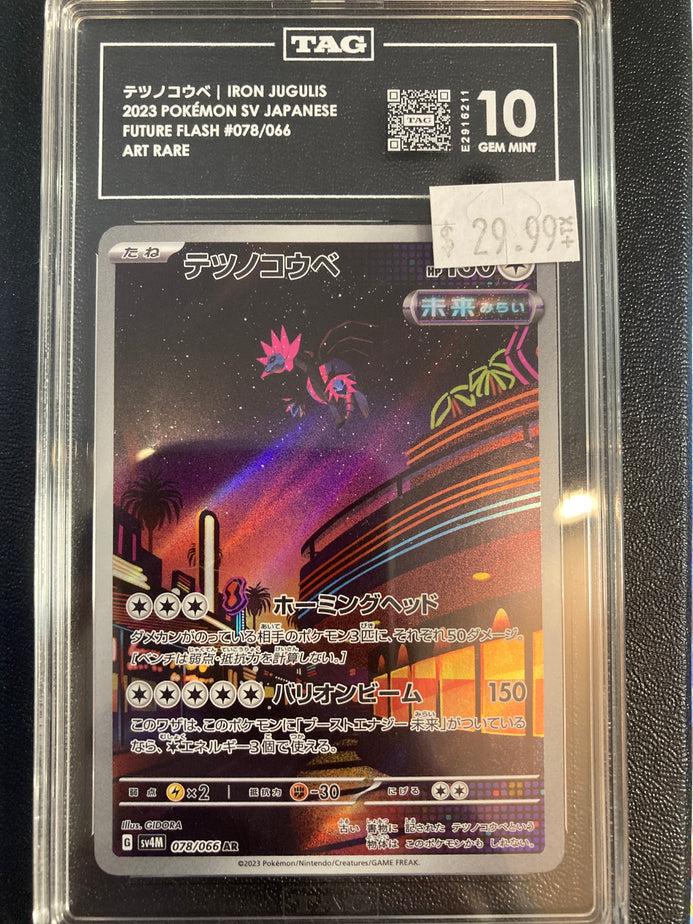 TAG
テツノコウベ | IRON JUGULIS
2023 POKÉMON SV JAPANESE
FUTURE FLASH #078/066
ART RARE
TAG
E2916211
10
GEM MINT
$ 29.99 +TX
たね
テツノコウベ
HP
未来 みらい
ホーミングヘッド
ダメカンがのっている相手のポケモン3匹に、それぞれ50ダメージ。
[ベンチは弱点・抵抗力を計算しない。]
バリオンビーム 150
このワザは、このポケモンに「ブーストエナジー 未来」がついている
なら、エネルギー3個で使える。
弱点 ×2 | 抵抗力 -30 にげる
Illus. GIDORA
古い 書物に 記された テツノコウベという
物体は このポケモンかも しれない。
G sv4M 078/066 AR
©2023 Pokémon/Nintendo/Creatures/GAME FREAK.